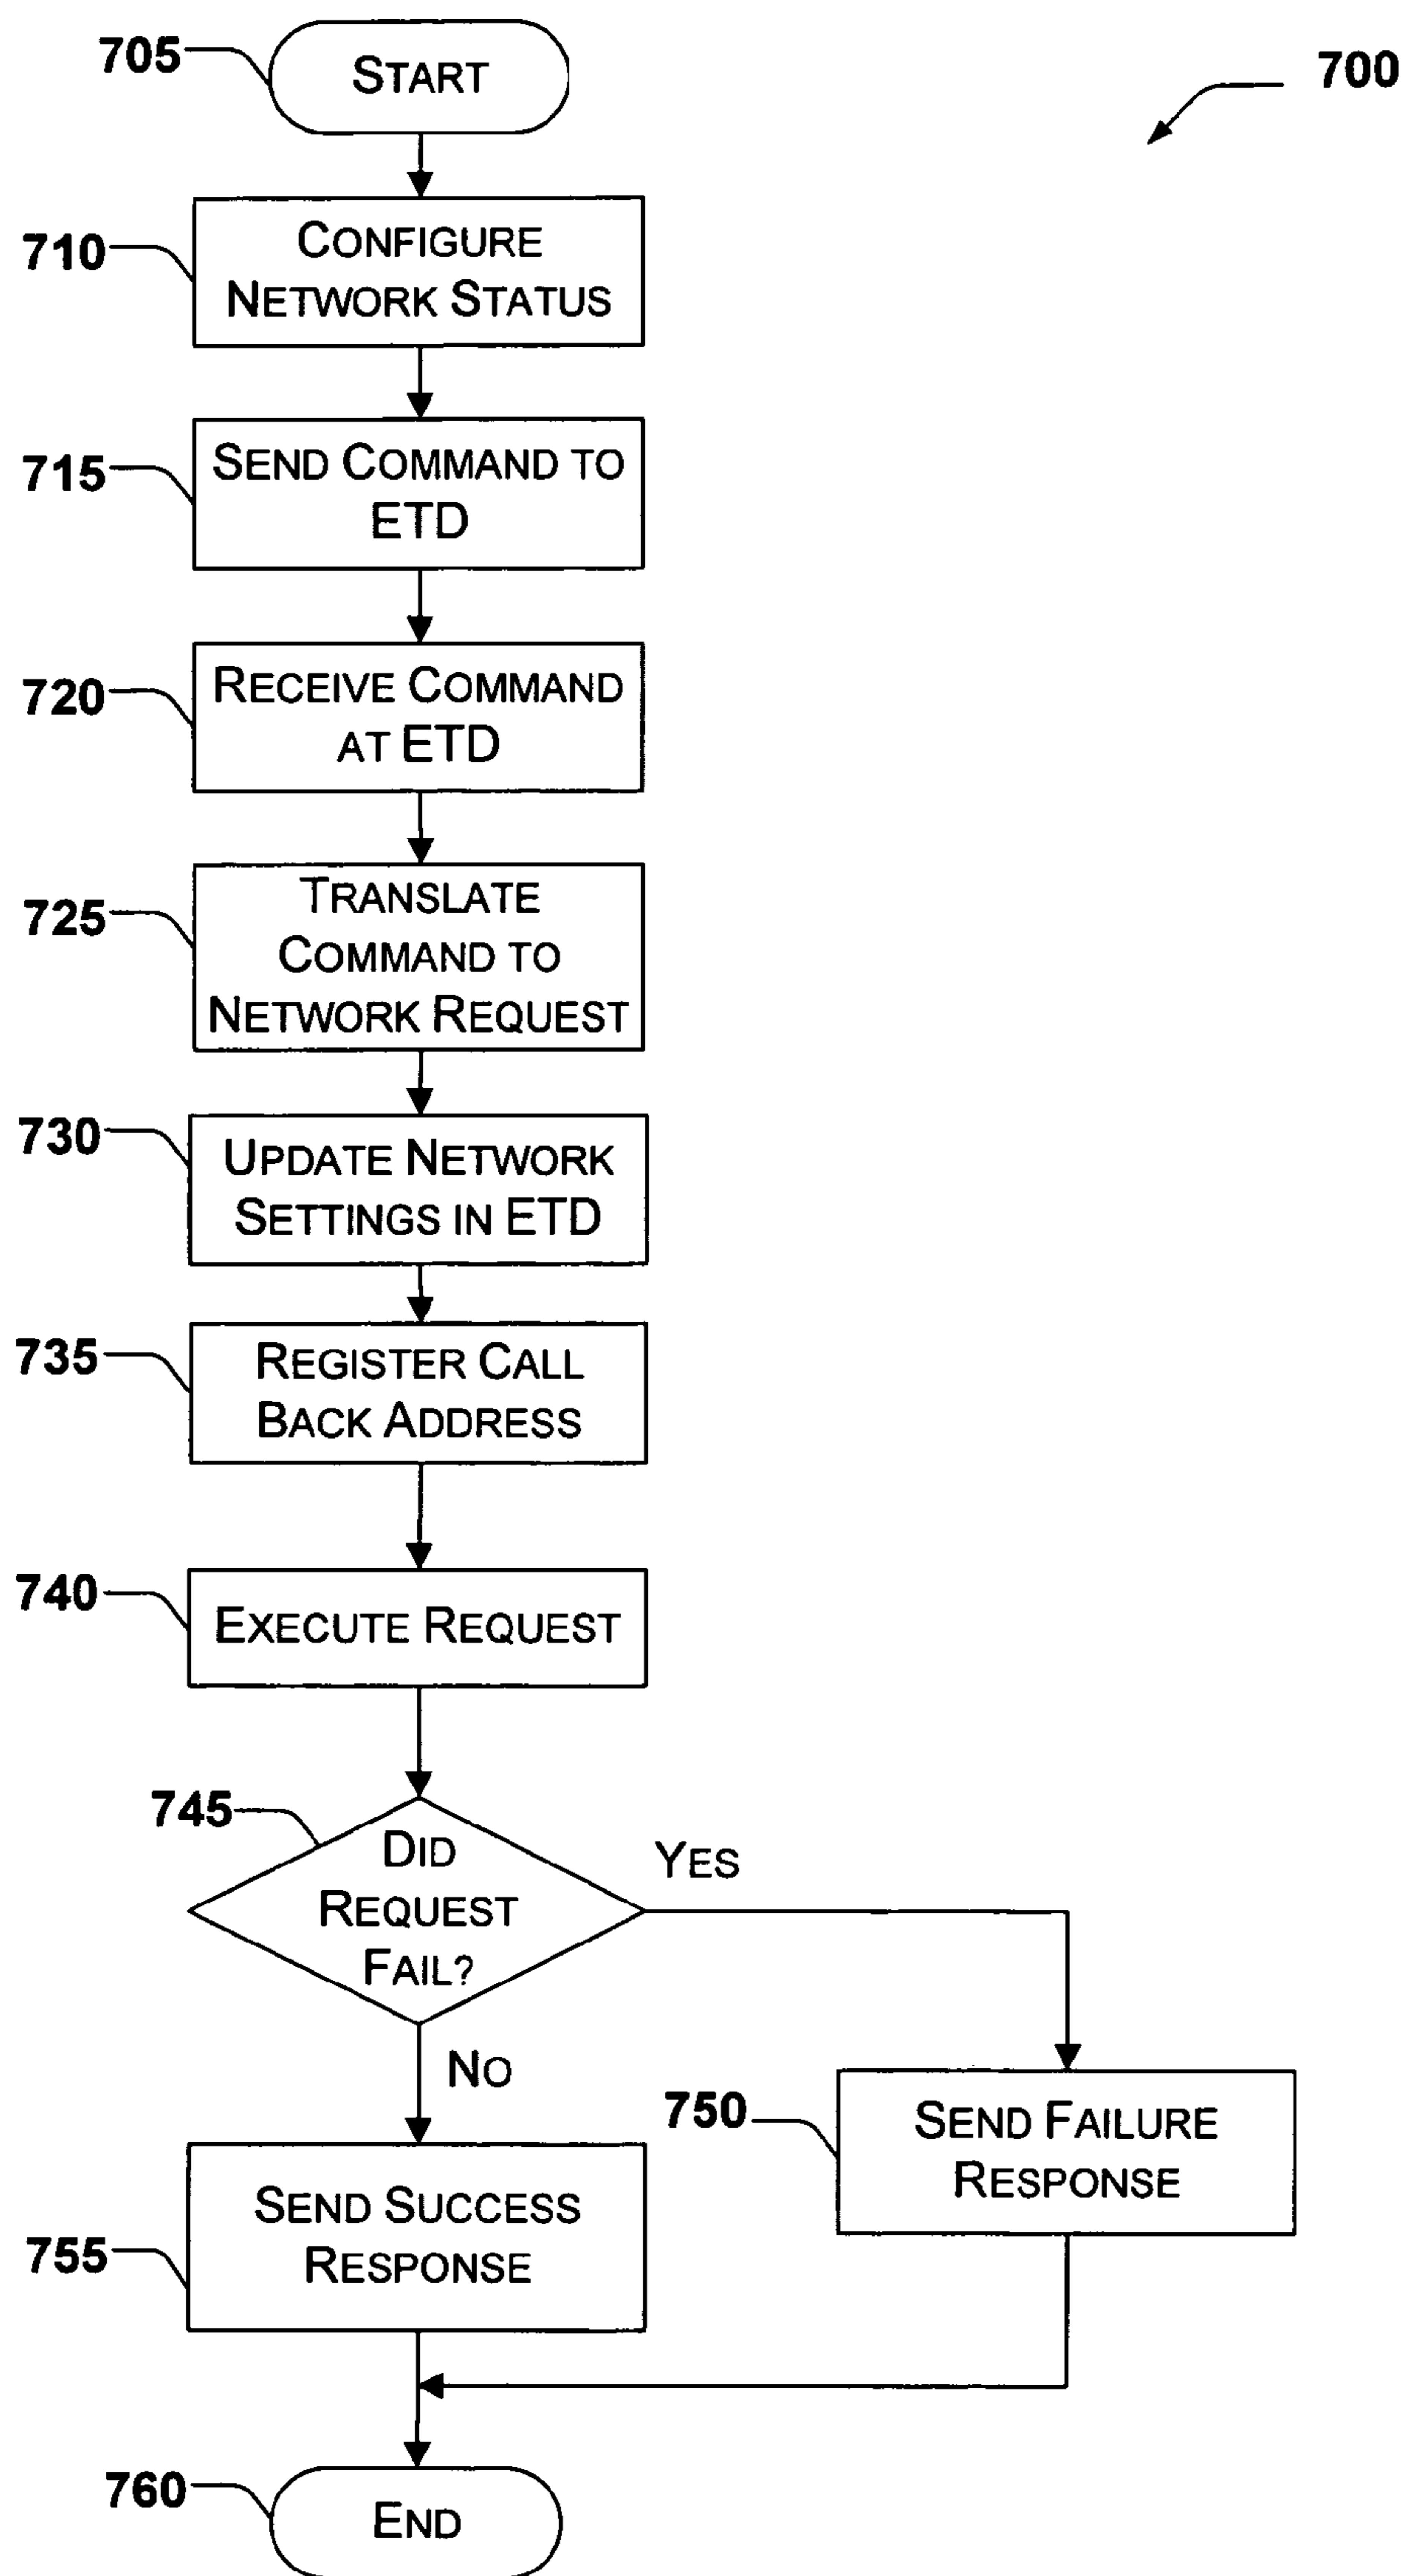 705
START
700
710
CONFIGURE
NETWORK STATUS
715
SEND COMMAND TO
ETD
720
RECEIVE COMMAND
AT ETD
725
TRANSLATE
COMMAND TO
NETWORK REQUEST
730
UPDATE NETWORK
SETTINGS IN ETD
735
REGISTER CALL
BACK ADDRESS
740
EXECUTE REQUEST
745
DID
REQUEST
FAIL?
YES
NO
750
SEND FAILURE
RESPONSE
755
SEND SUCCESS
RESPONSE
760
END